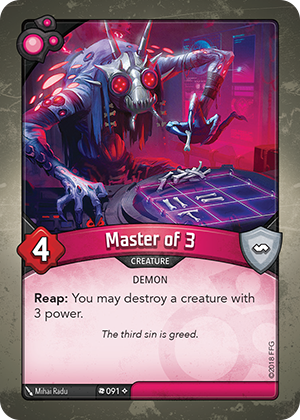 Master of 3
4
CREATURE
DEMON
Reap: You may destroy a creature with
3 power.
The third sin is greed.
©2018 FFG
Mihai Radu
091